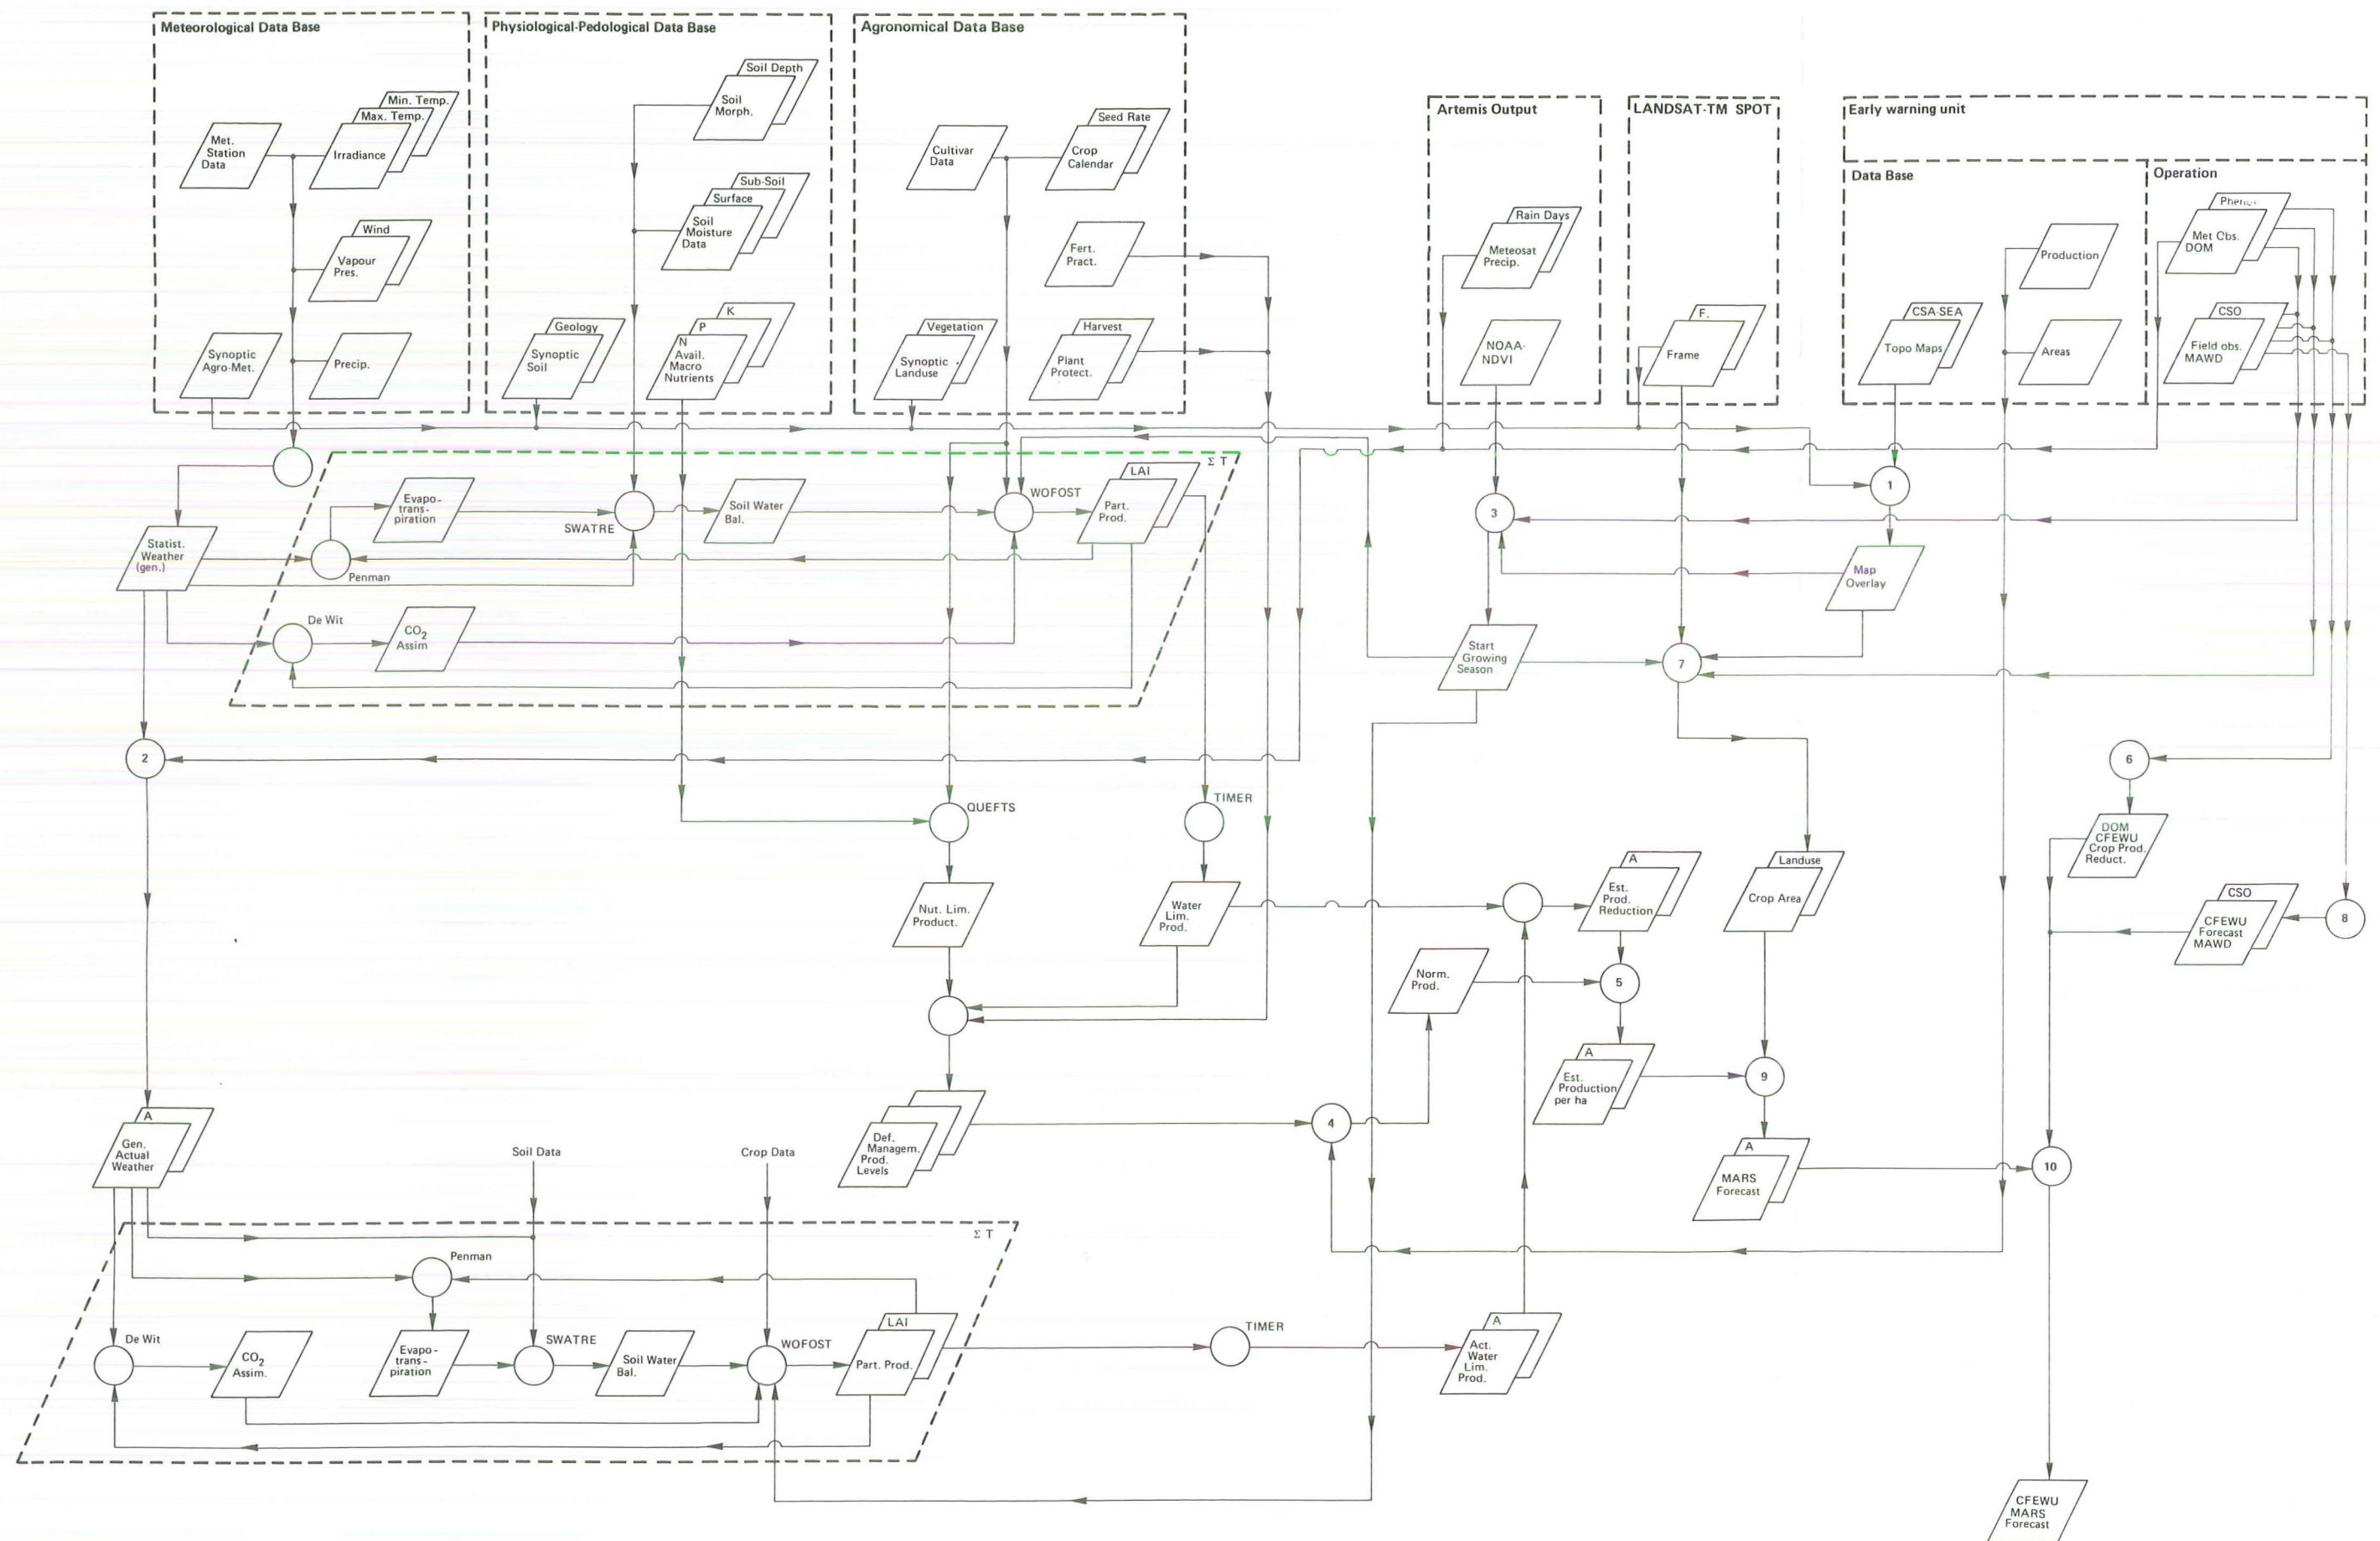 Meteorological Data Base
Met.
Station
Data
Min. Temp.
Max. Temp.
Irradiance
Wind
Vapour
Pres.
Synoptic
Agro-Met.
Precip.
Physiological-Pedological Data Base
Soil Depth
Soil
Morph.
Sub-Soil
Surface
Soil
Moisture
Data
Geology
Synoptic
Soil
K
P
N
Avail.
Macro
Nutrients
Agronomical Data Base
Cultivar
Data
Seed Rate
Crop
Calendar
Fert.
Pract.
Vegetation
Synoptic
Landuse
Harvest
Plant
Protect.
Artemis Output
Rain Days
Meteosat
Precip.
NOAA-
NDVI
LANDSAT-TM SPOT
F.
Frame
Early warning unit
Data Base
Production
CSA-SEA
Topo Maps
Areas
Operation
Met Obs.
DOM
CSO
Field obs.
MAWD
Σ T
Evapo-
trans-
piration
SWATRE
Soil Water
Bal.
WOFOST
LAI
Part.
Prod.
Statist.
Weather
(gen.)
Penman
De Wit
CO2
Assim
1
3
Map
Overlay
Start
Growing
Season
7
2
6
QUEFTS
TIMER
DOM
CFEWU
Crop Prod.
Reduct.
Nut. Lim.
Product.
Water
Lim.
Prod.
A
Est.
Prod.
Reduction
Landuse
Crop Area
CSO
CFEWU
Forecast
MAWD
8
Norm.
Prod.
5
A
Est.
Production
per ha
9
A
Gen.
Actual
Weather
Def.
Managem.
Prod.
Levels
4
A
MARS
Forecast
10
Soil Data
Crop Data
Σ T
Penman
De Wit
CO2
Assim.
Evapo-
trans-
piration
SWATRE
Soil Water
Bal.
WOFOST
LAI
Part. Prod.
TIMER
A
Act.
Water
Lim.
Prod.
CFEWU
MARS
Forecast